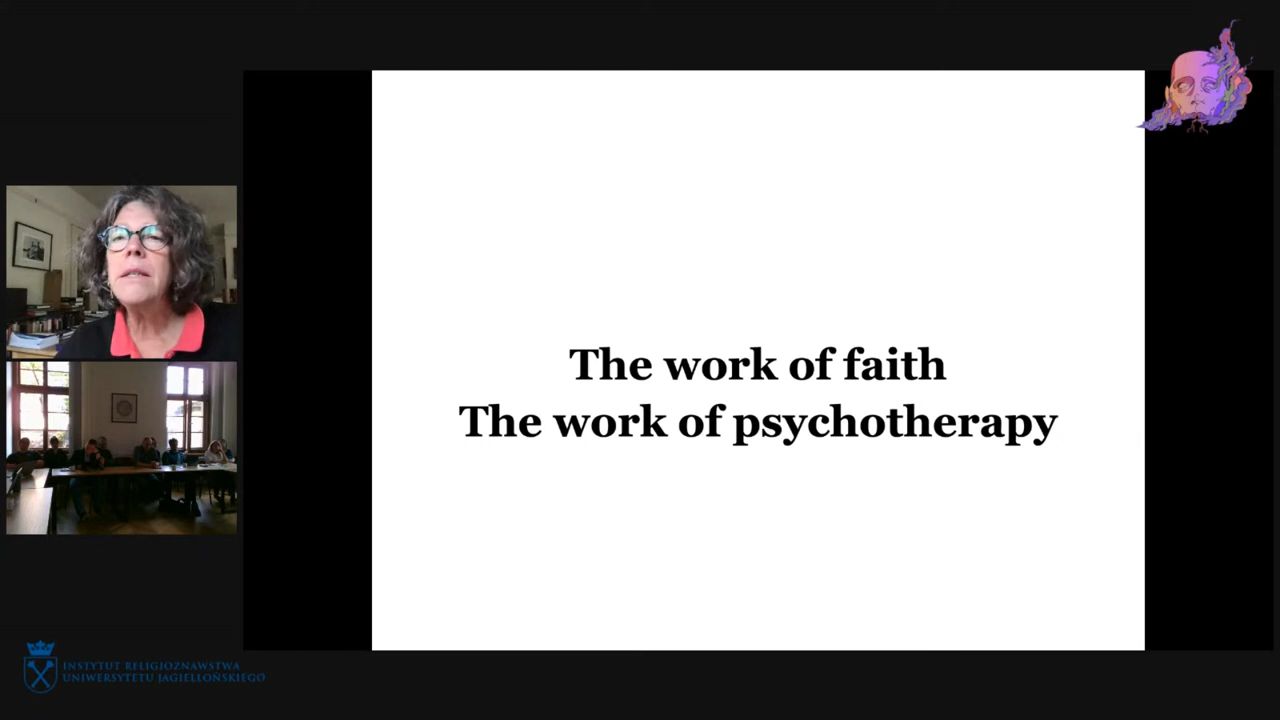 The work of faith
The work of psychotherapy
INSTYTUT RELIGIOZNAWSTWA
UNIWERSYTETU JAGIELLOŃSKIEGO